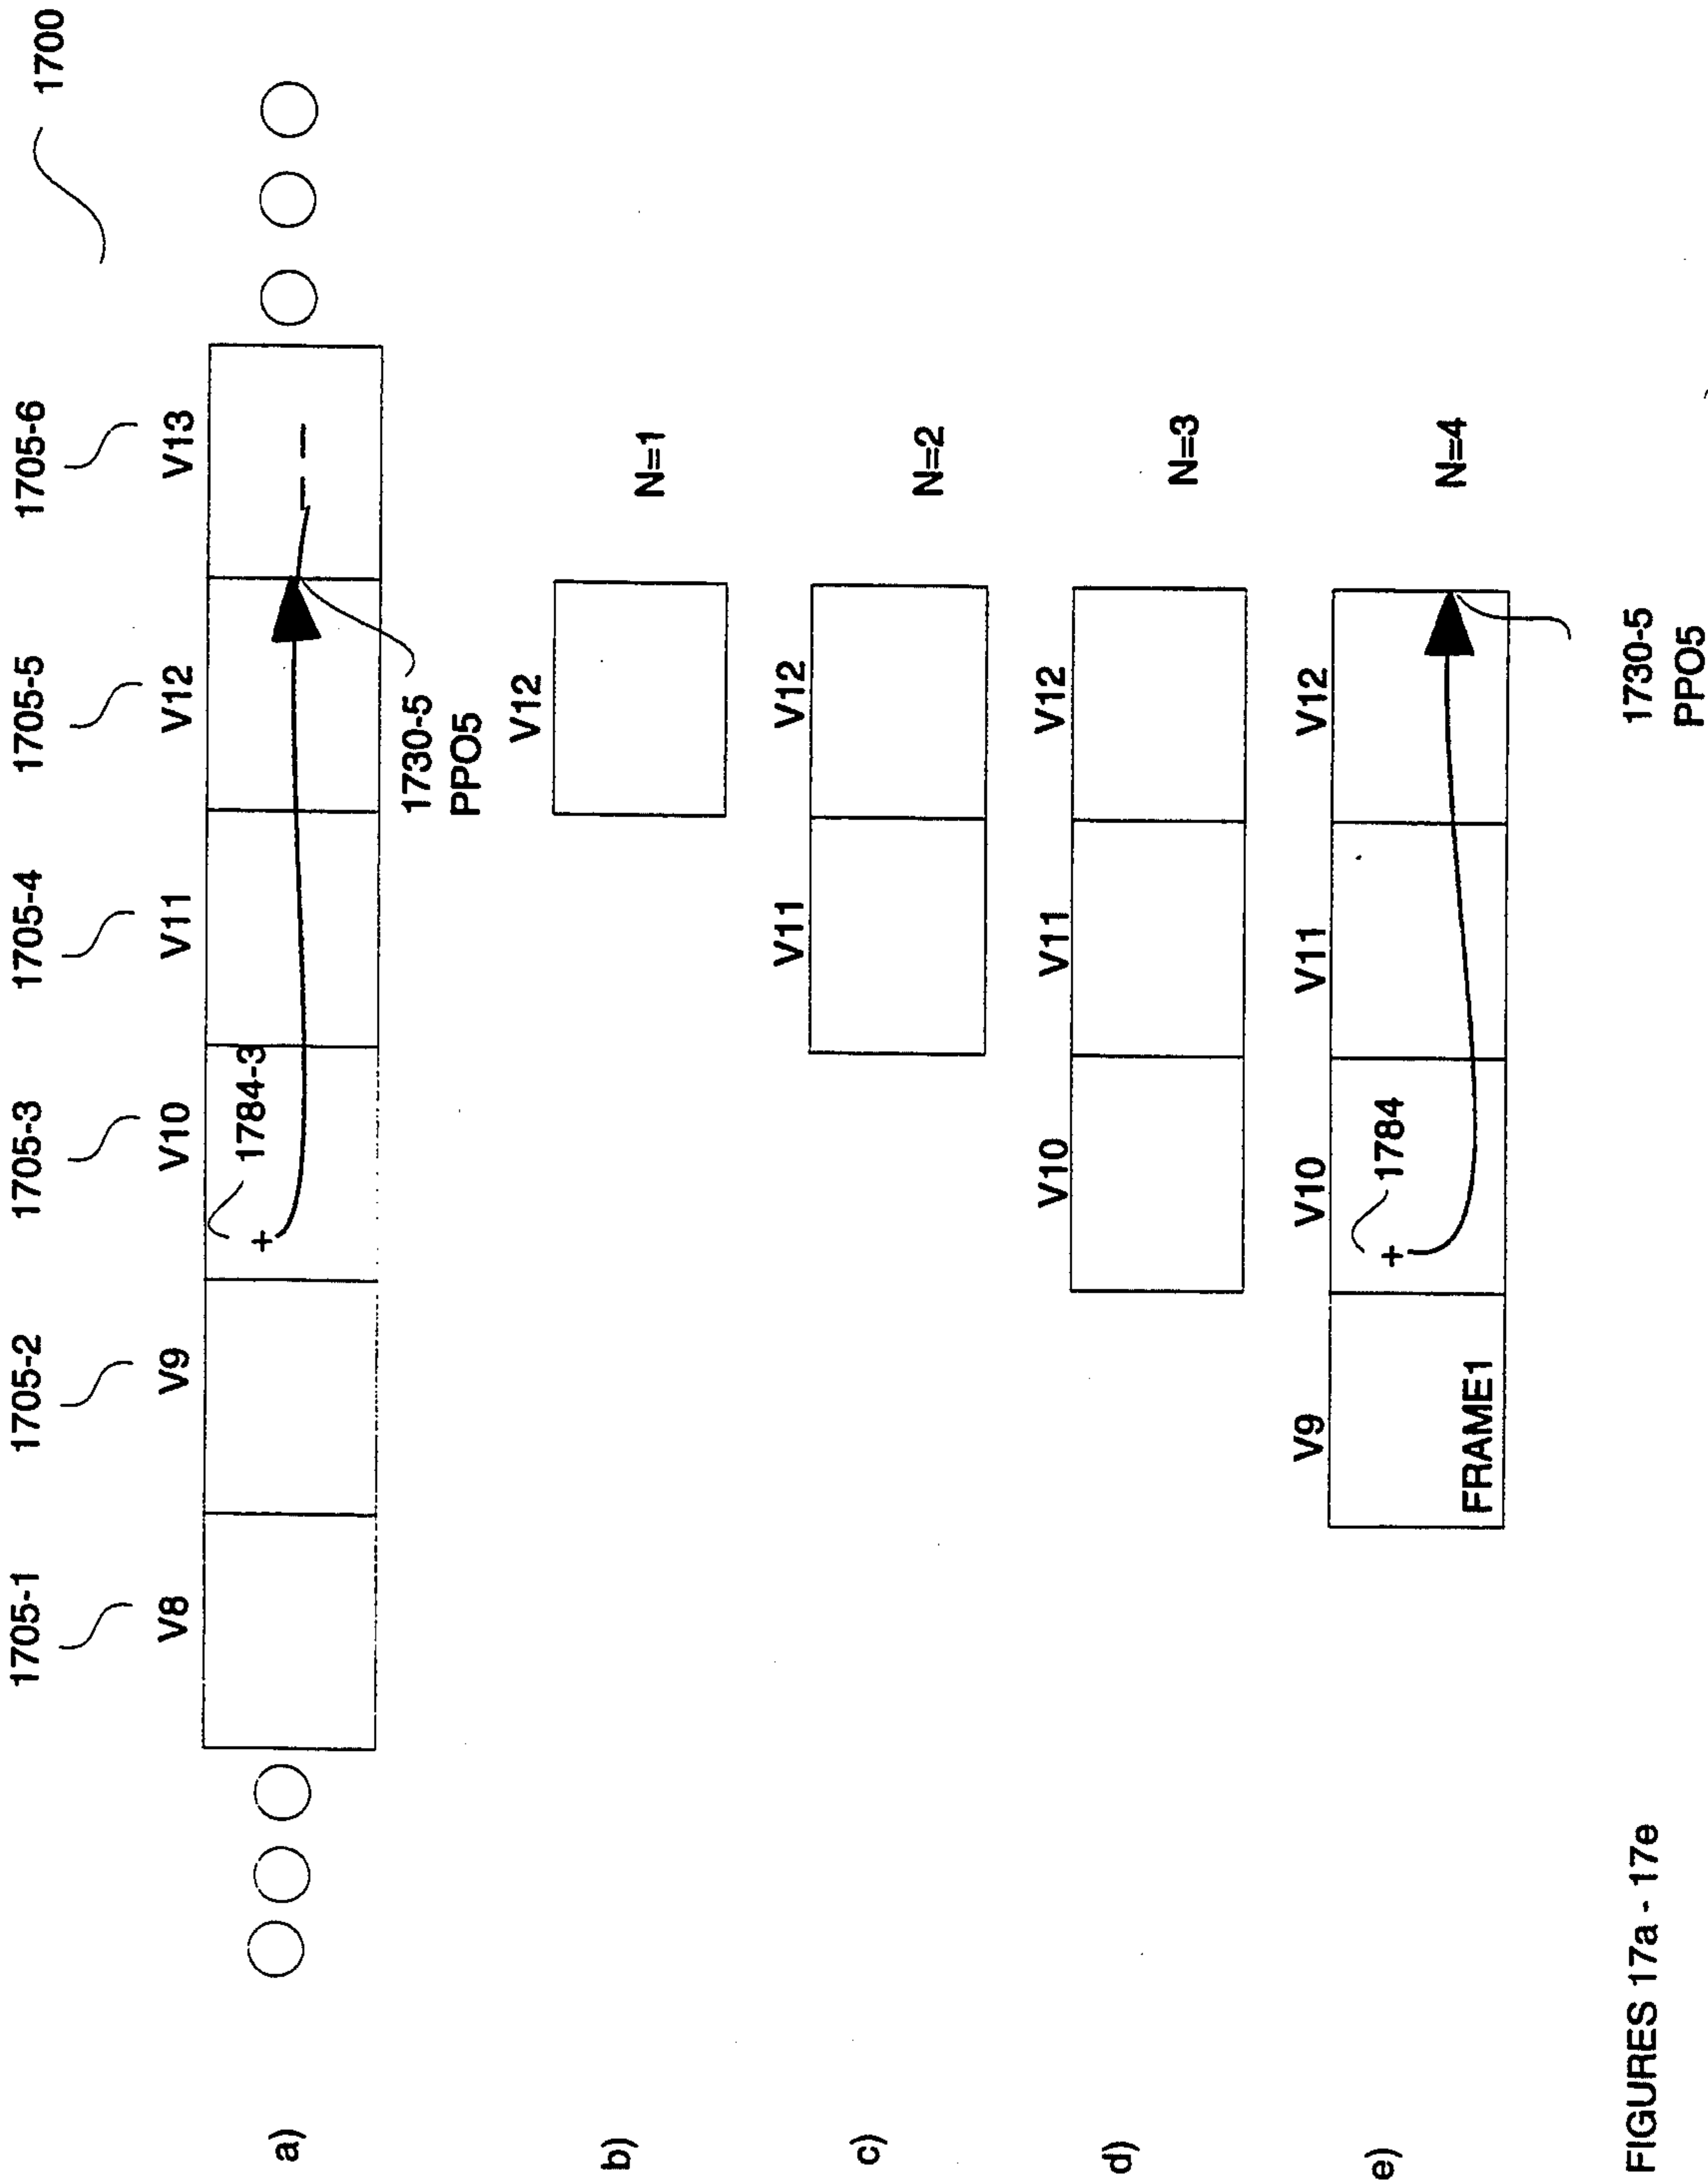 1700
1705-1 1705-2 1705-3 1705-4 1705-5 1705-6
V8 V9 V10 V11 V12 V13
a)
+ 1784-3
1730-5
PPO5
V12
b) N=1
V11 V12
c) N=2
V10 V11 V12
d) N=3
V9 V10 V11 V12
e) + 1784 N=4
FRAME1
1730-5
PPO5
FIGURES 17a - 17e